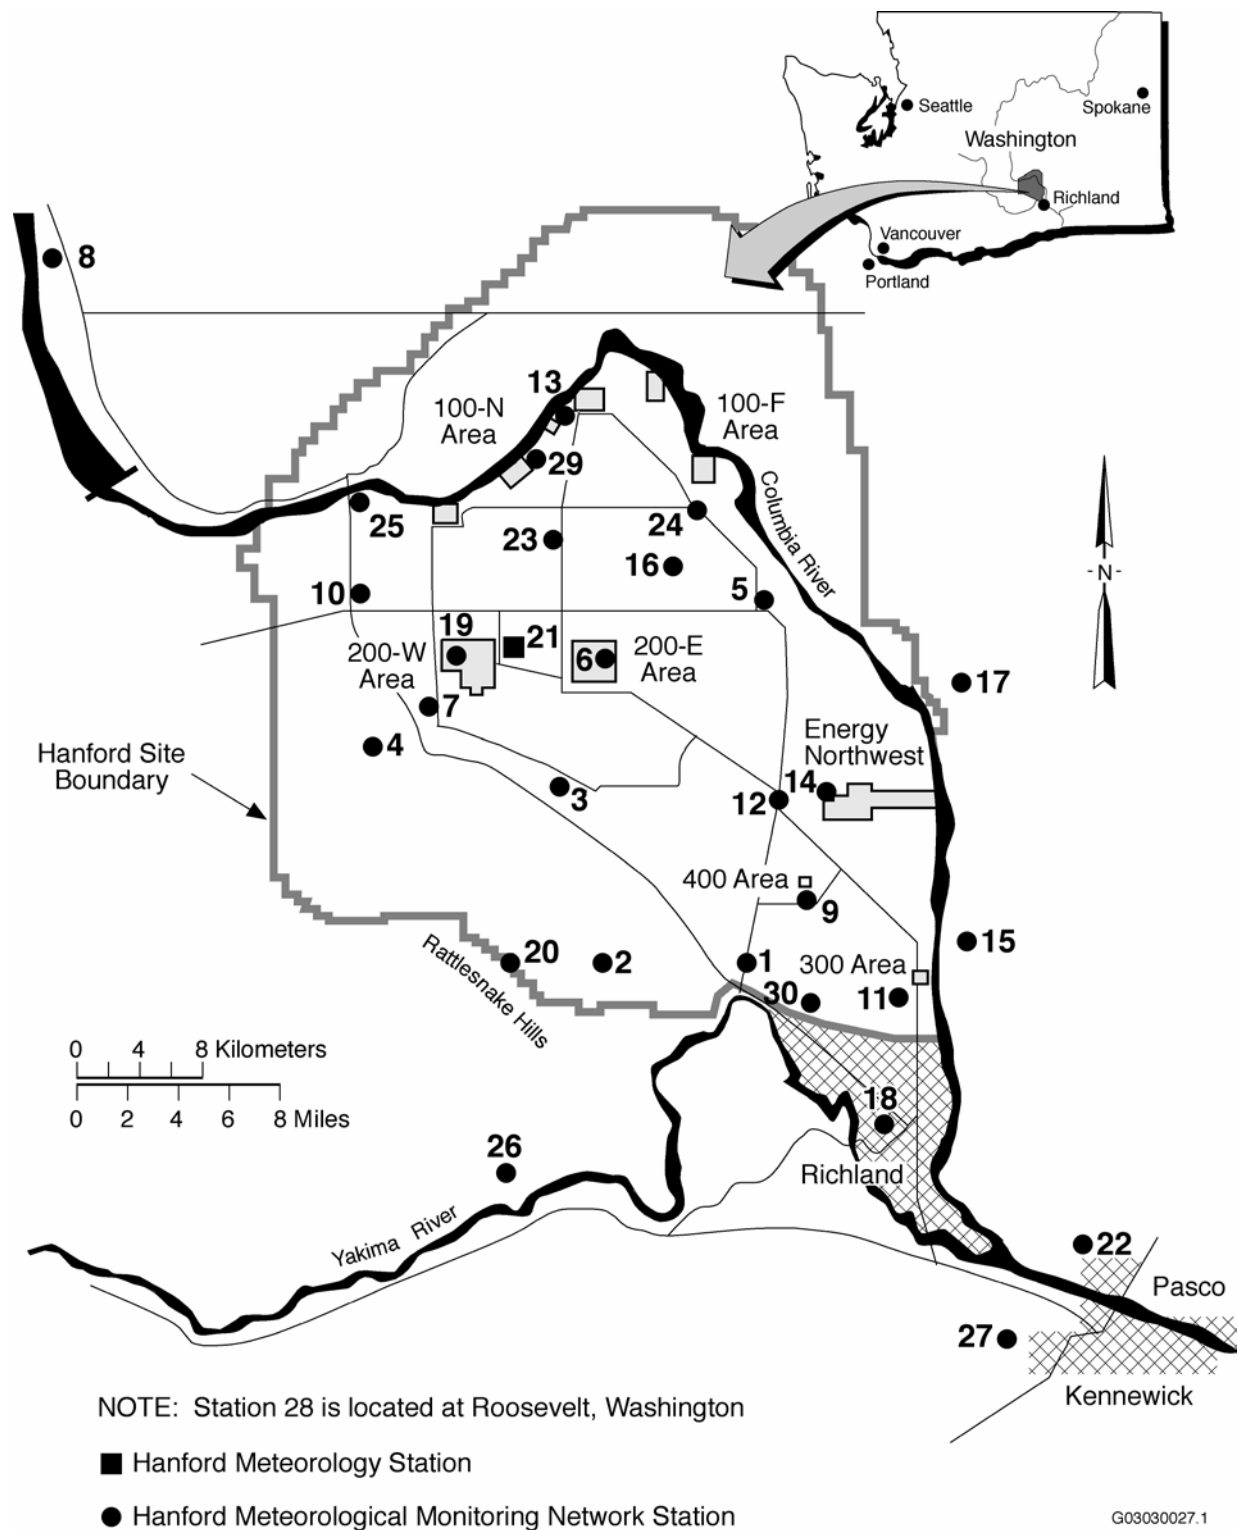 Seattle
Spokane
Washington
Richland
Vancouver
Portland
8
13
100-N
Area
100-F
Area
29
25
24
23
16
Columbia River
10
5
-N-
19
21
200-W
Area
6
200-E
Area
17
7
4
Energy
Northwest
Hanford Site
Boundary
3
12
14
400 Area
9
15
20
2
1
300 Area
11
30
Rattlesnake Hills
0 4 8 Kilometers
0 2 4 6 8 Miles
18
26
Richland
Yakima River
22
Pasco
27
Kennewick
NOTE: Station 28 is located at Roosevelt, Washington
Hanford Meteorology Station
Hanford Meteorological Monitoring Network Station
G03030027.1